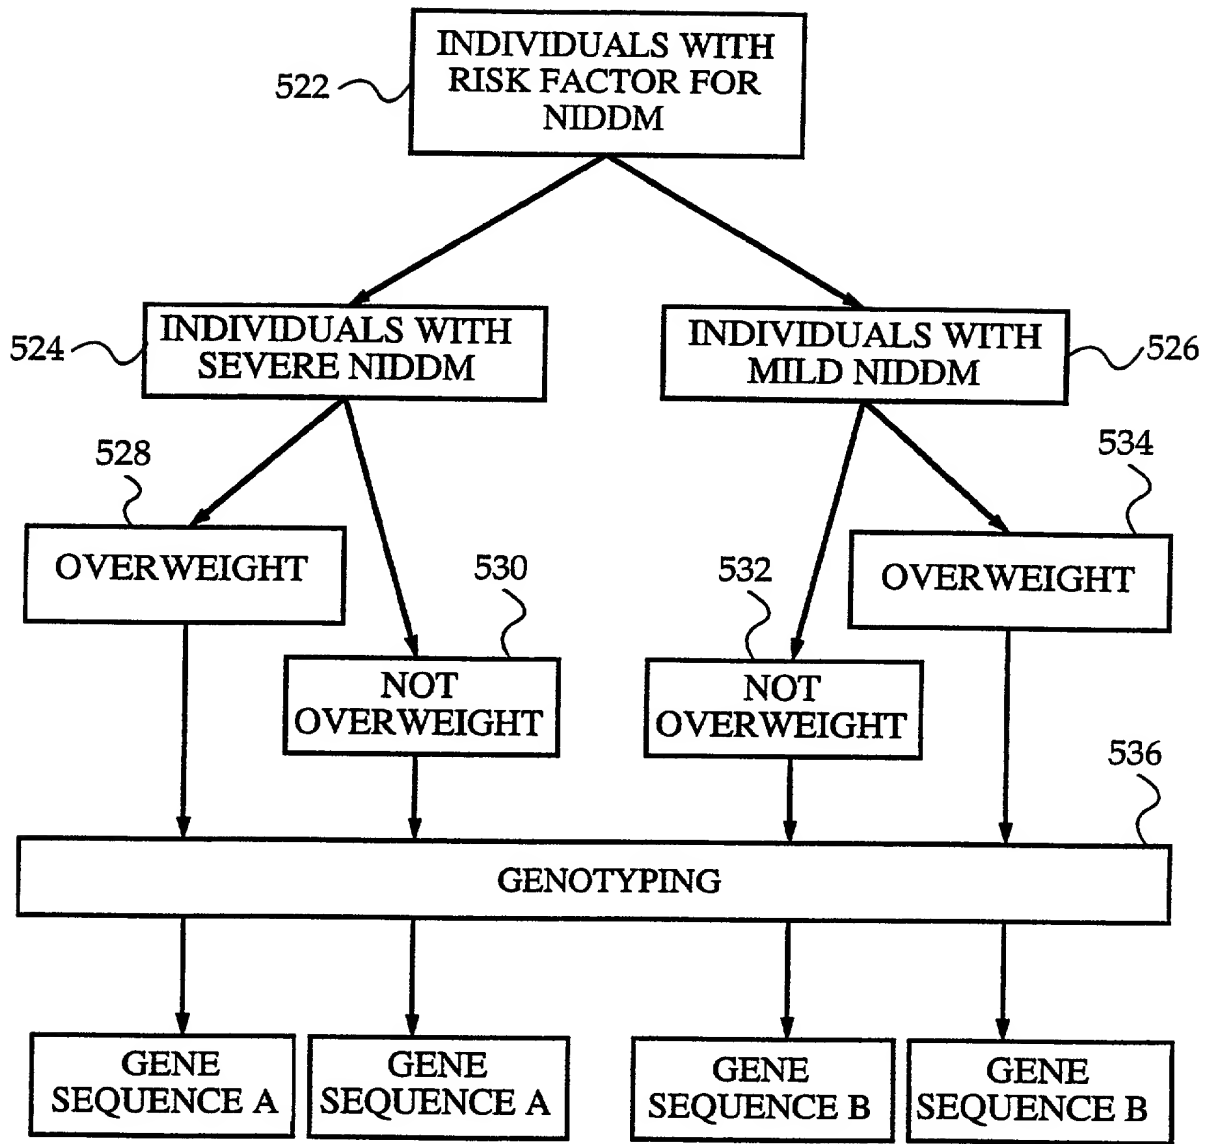 INDIVIDUALS WITH
RISK FACTOR FOR
NIDDM
522
INDIVIDUALS WITH
SEVERE NIDDM
524
INDIVIDUALS WITH
MILD NIDDM
526
528
534
OVERWEIGHT
530
532
OVERWEIGHT
NOT
OVERWEIGHT
NOT
OVERWEIGHT
536
GENOTYPING
GENE
SEQUENCE A
GENE
SEQUENCE A
GENE
SEQUENCE B
GENE
SEQUENCE B